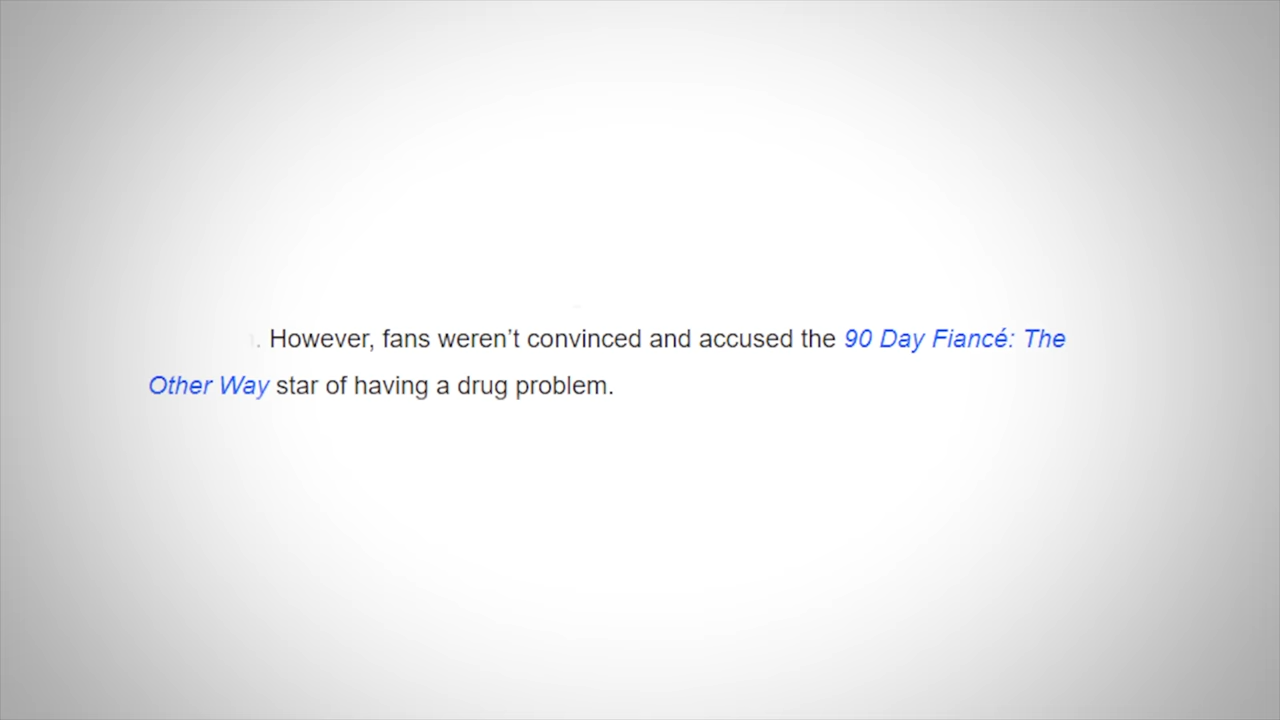 . However, fans weren’t convinced and accused the 90 Day Fiancé: The
Other Way star of having a drug problem.